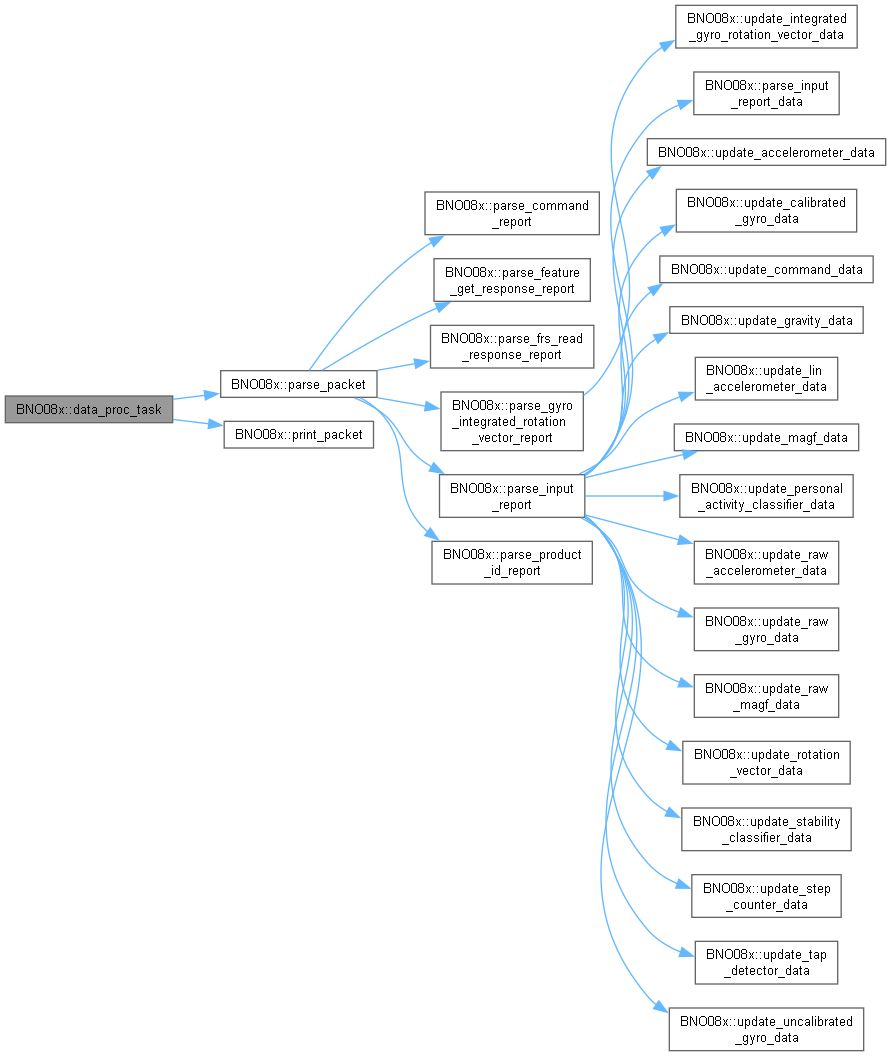 BNO08x::data_proc_task
BNO08x::parse_packet
BNO08x::print_packet
BNO08x::parse_command
_report
BNO08x::parse_feature
_get_response_report
BNO08x::parse_frs_read
_response_report
BNO08x::parse_gyro
_integrated_rotation
_vector_report
BNO08x::parse_input
_report
BNO08x::parse_product
_id_report
BNO08x::update_integrated
_gyro_rotation_vector_data
BNO08x::parse_input
_report_data
BNO08x::update_accelerometer_data
BNO08x::update_calibrated
_gyro_data
BNO08x::update_command_data
BNO08x::update_gravity_data
BNO08x::update_lin
_accelerometer_data
BNO08x::update_magf_data
BNO08x::update_personal
_activity_classifier_data
BNO08x::update_raw
_accelerometer_data
BNO08x::update_raw
_gyro_data
BNO08x::update_raw
_magf_data
BNO08x::update_rotation
_vector_data
BNO08x::update_stability
_classifier_data
BNO08x::update_step
_counter_data
BNO08x::update_tap
_detector_data
BNO08x::update_uncalibrated
_gyro_data